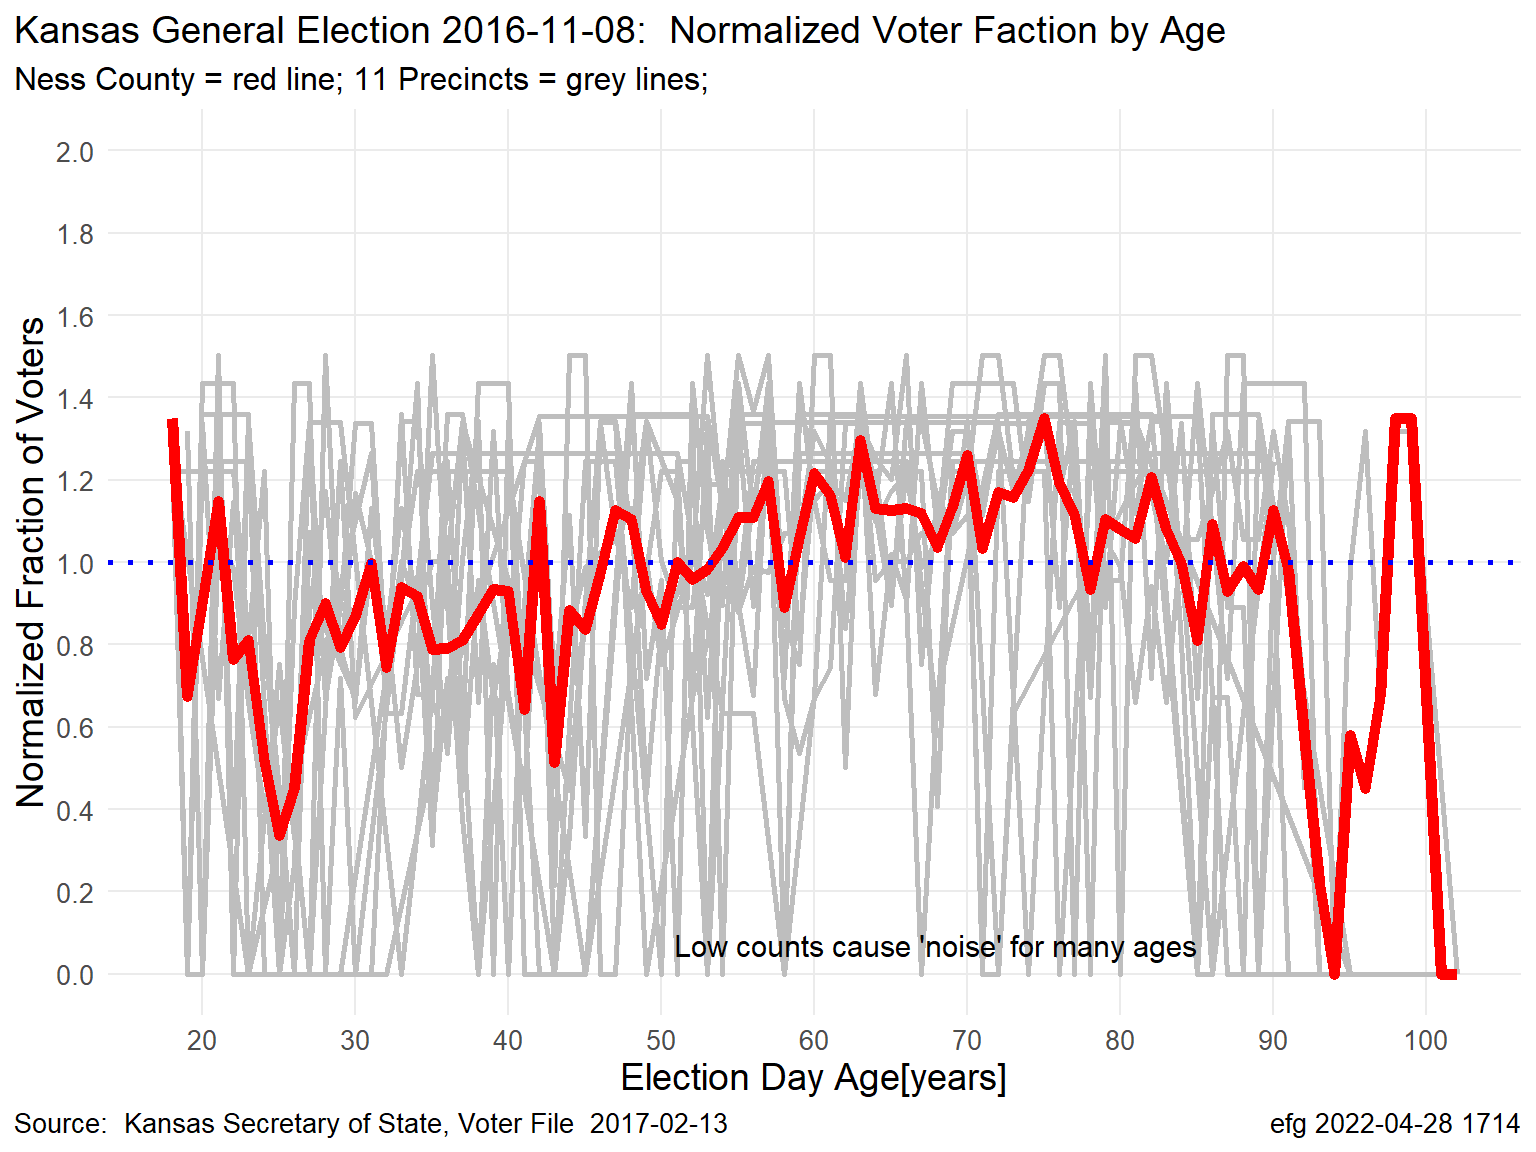 Kansas General Election 2016-11-08:  Normalized Voter Faction by Age
Ness County = red line; 11 Precincts = grey lines;
Normalized Fraction of Voters
2.0
1.8
1.6
1.4
1.2
1.0
0.8
0.6
0.4
0.2
0.0
Low counts cause 'noise' for many ages
20 30 40 50 60 70 80 90 100
Election Day Age[years]
Source:  Kansas Secretary of State, Voter File  2017-02-13
efg 2022-04-28 1714